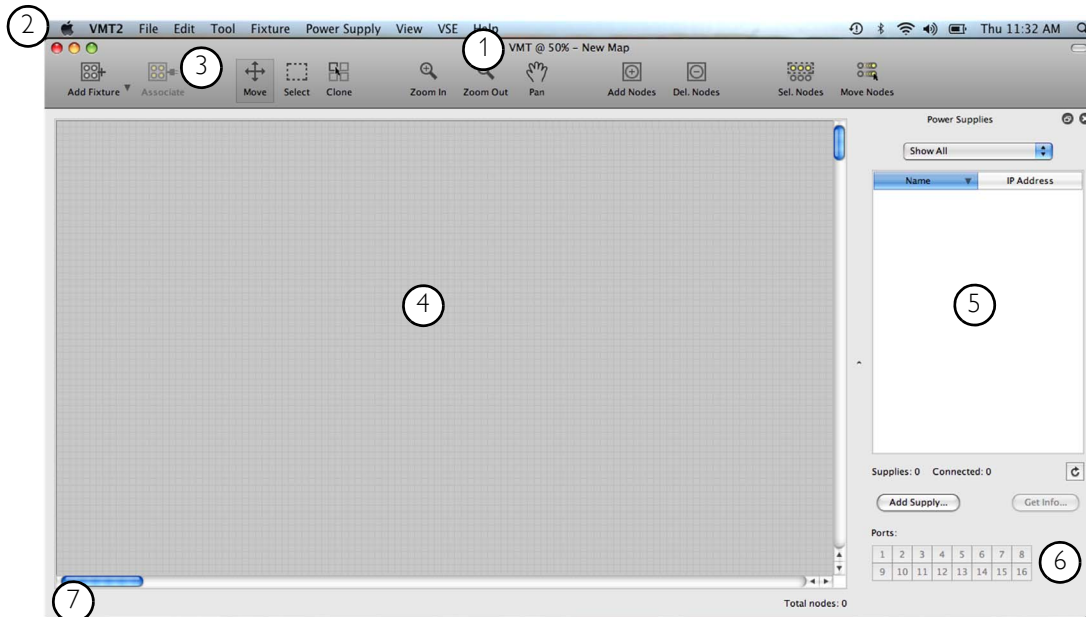 2
VMT2 File Edit Tool Fixture Power Supply View VSE Help Thu 11:32 AM
1
VMT @ 50% – New Map
3
Add Fixture Associate Move Select Clone Zoom In Zoom Out Pan Add Nodes Del. Nodes Sel. Nodes Move Nodes
Power Supplies
Show All
Name IP Address
4
5
Supplies: 0 Connected: 0
Add Supply... Get Info...
Ports:
1 2 3 4 5 6 7 8
9 10 11 12 13 14 15 16
6
7
Total nodes: 0